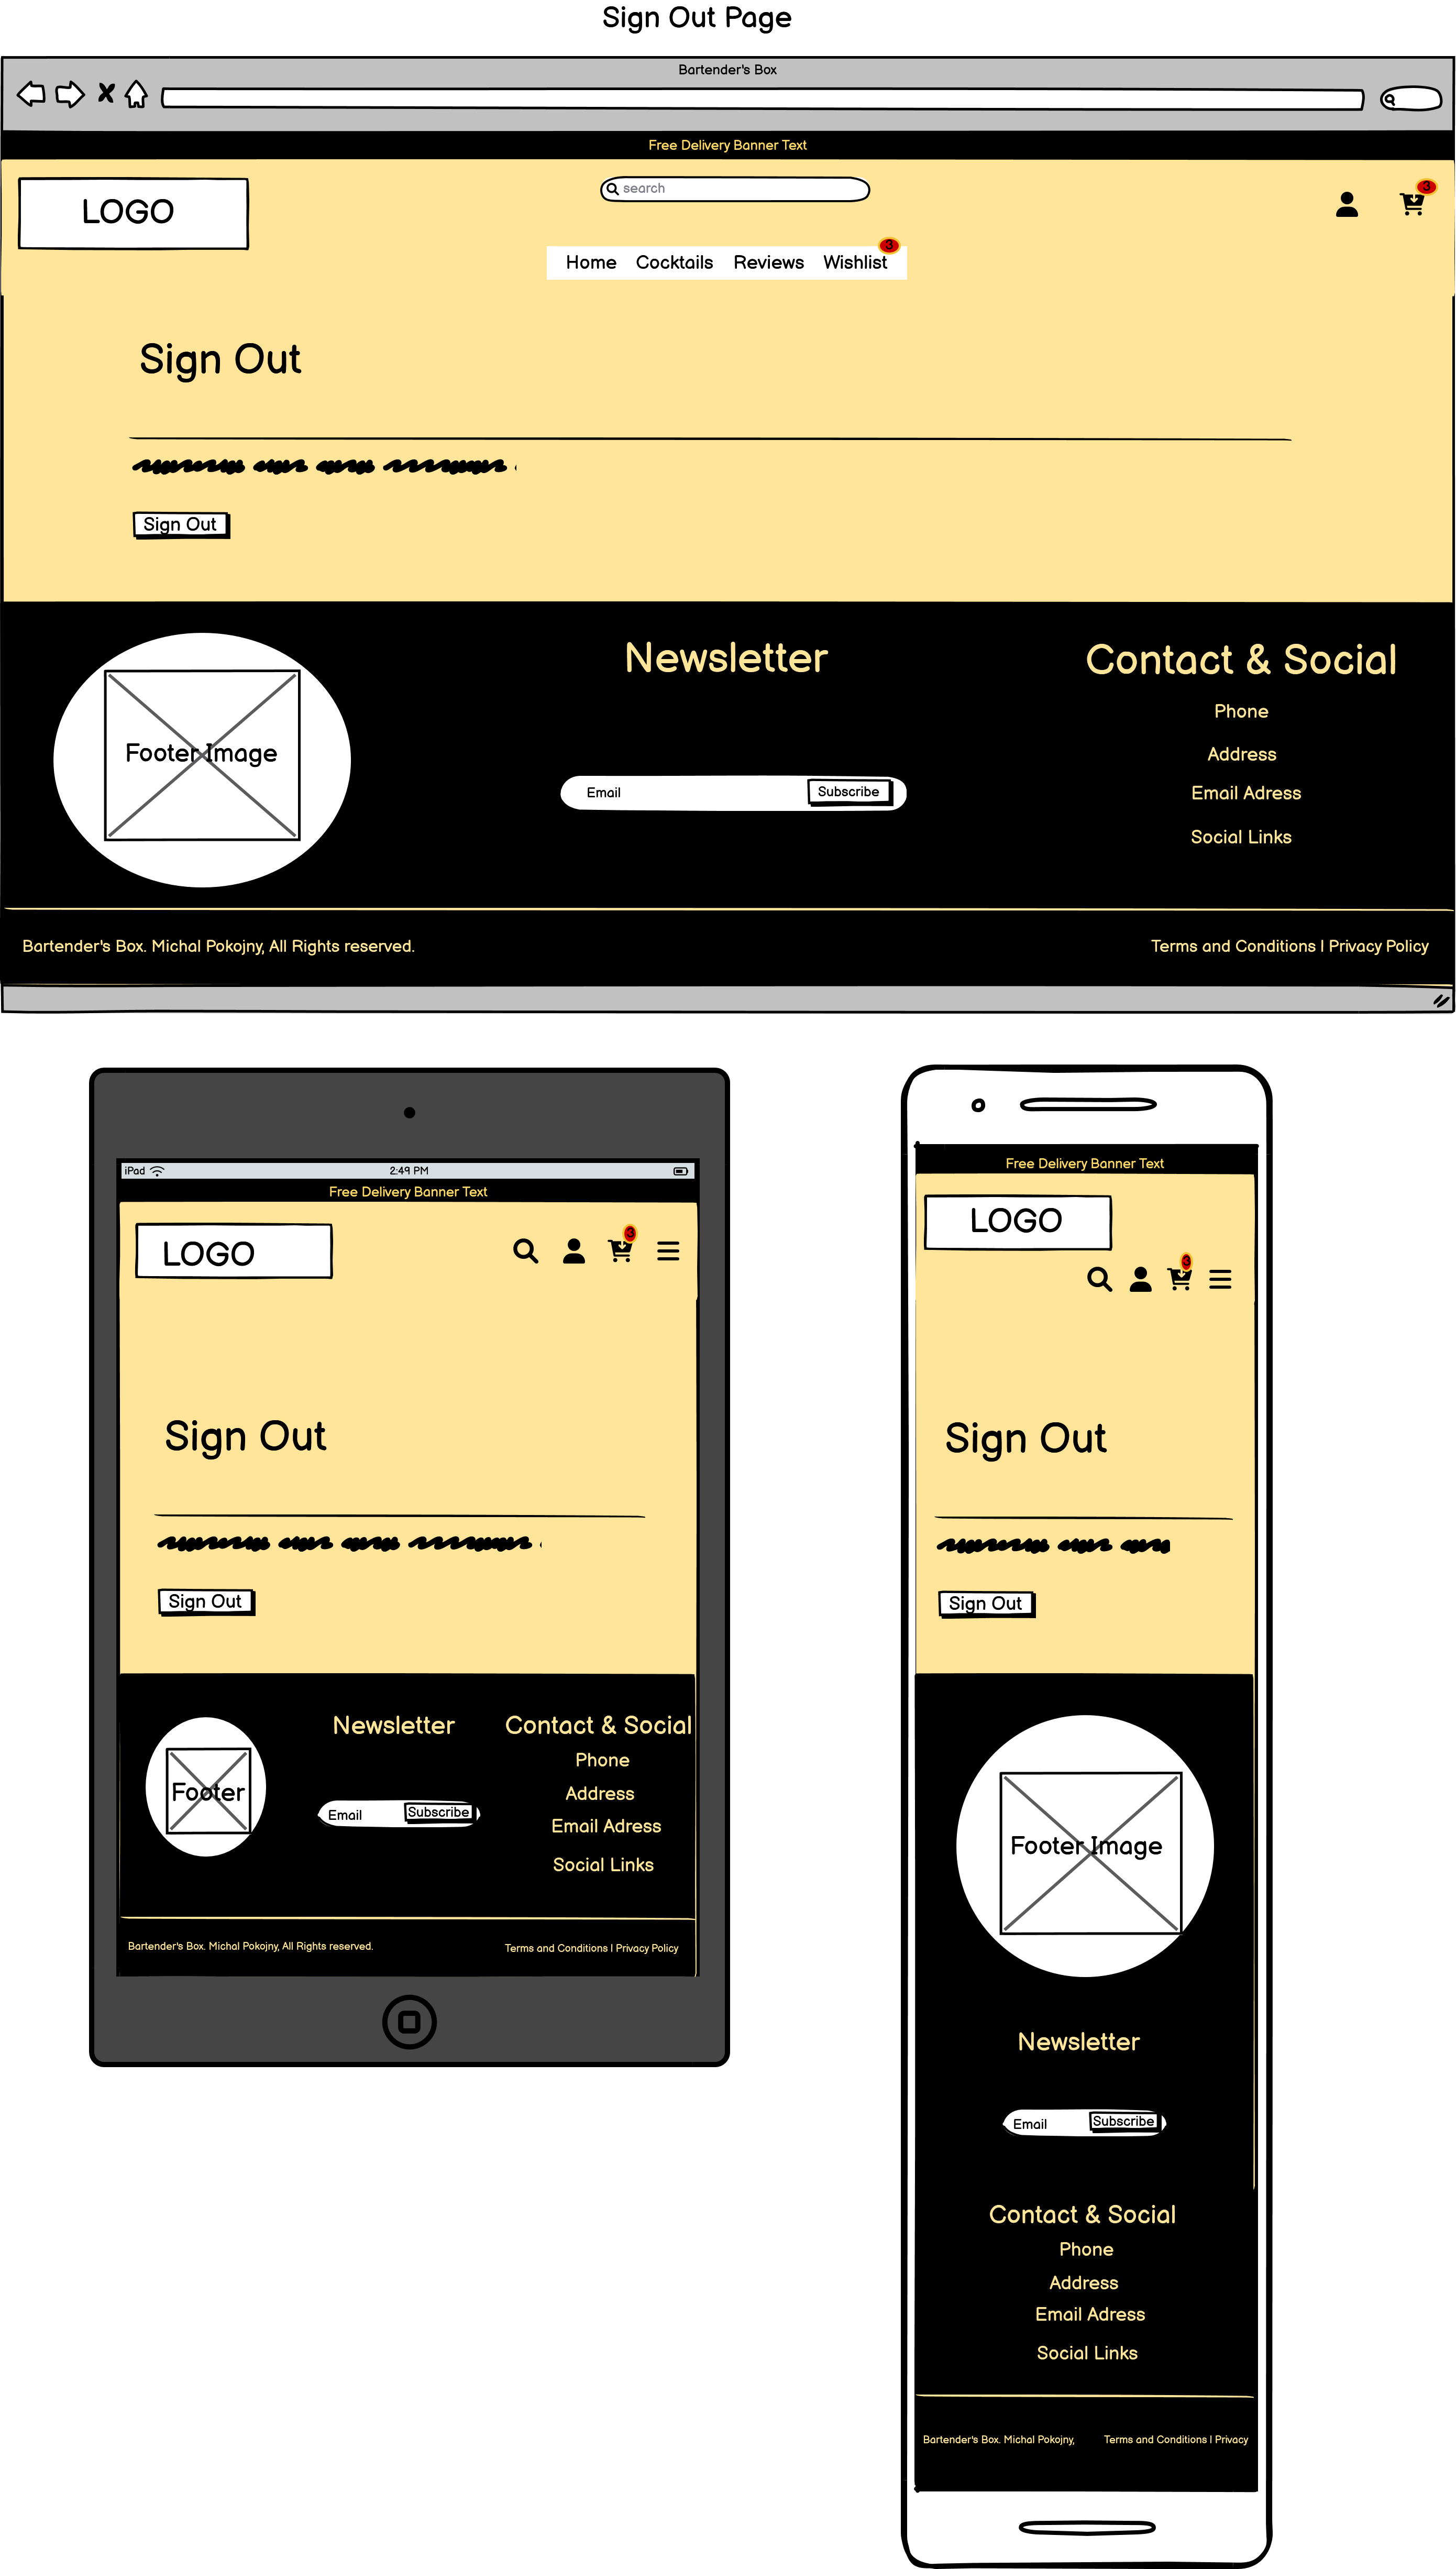 Sign Out Page
Bartender's Box
Free Delivery Banner Text
search
3
LOGO
3
Home Cocktails Reviews Wishlist
Sign Out
Sign Out
Newsletter
Contact & Social
Phone
Footer Image
Address
Email Subscribe
Email Adress
Social Links
Bartender's Box. Michal Pokojny, All Rights reserved.
Terms and Conditions | Privacy Policy
iPad 2:49 PM
Free Delivery Banner Text
3
LOGO
Sign Out
Sign Out
Newsletter
Contact & Social
Phone
Footer
Address
Email Subscribe
Email Adress
Social Links
Bartender's Box. Michal Pokojny, All Rights reserved.
Terms and Conditions | Privacy Policy
Free Delivery Banner Text
LOGO
3
Sign Out
Sign Out
Footer Image
Newsletter
Email Subscribe
Contact & Social
Phone
Address
Email Adress
Social Links
Bartender's Box. Michal Pokojny,
Terms and Conditions | Privacy